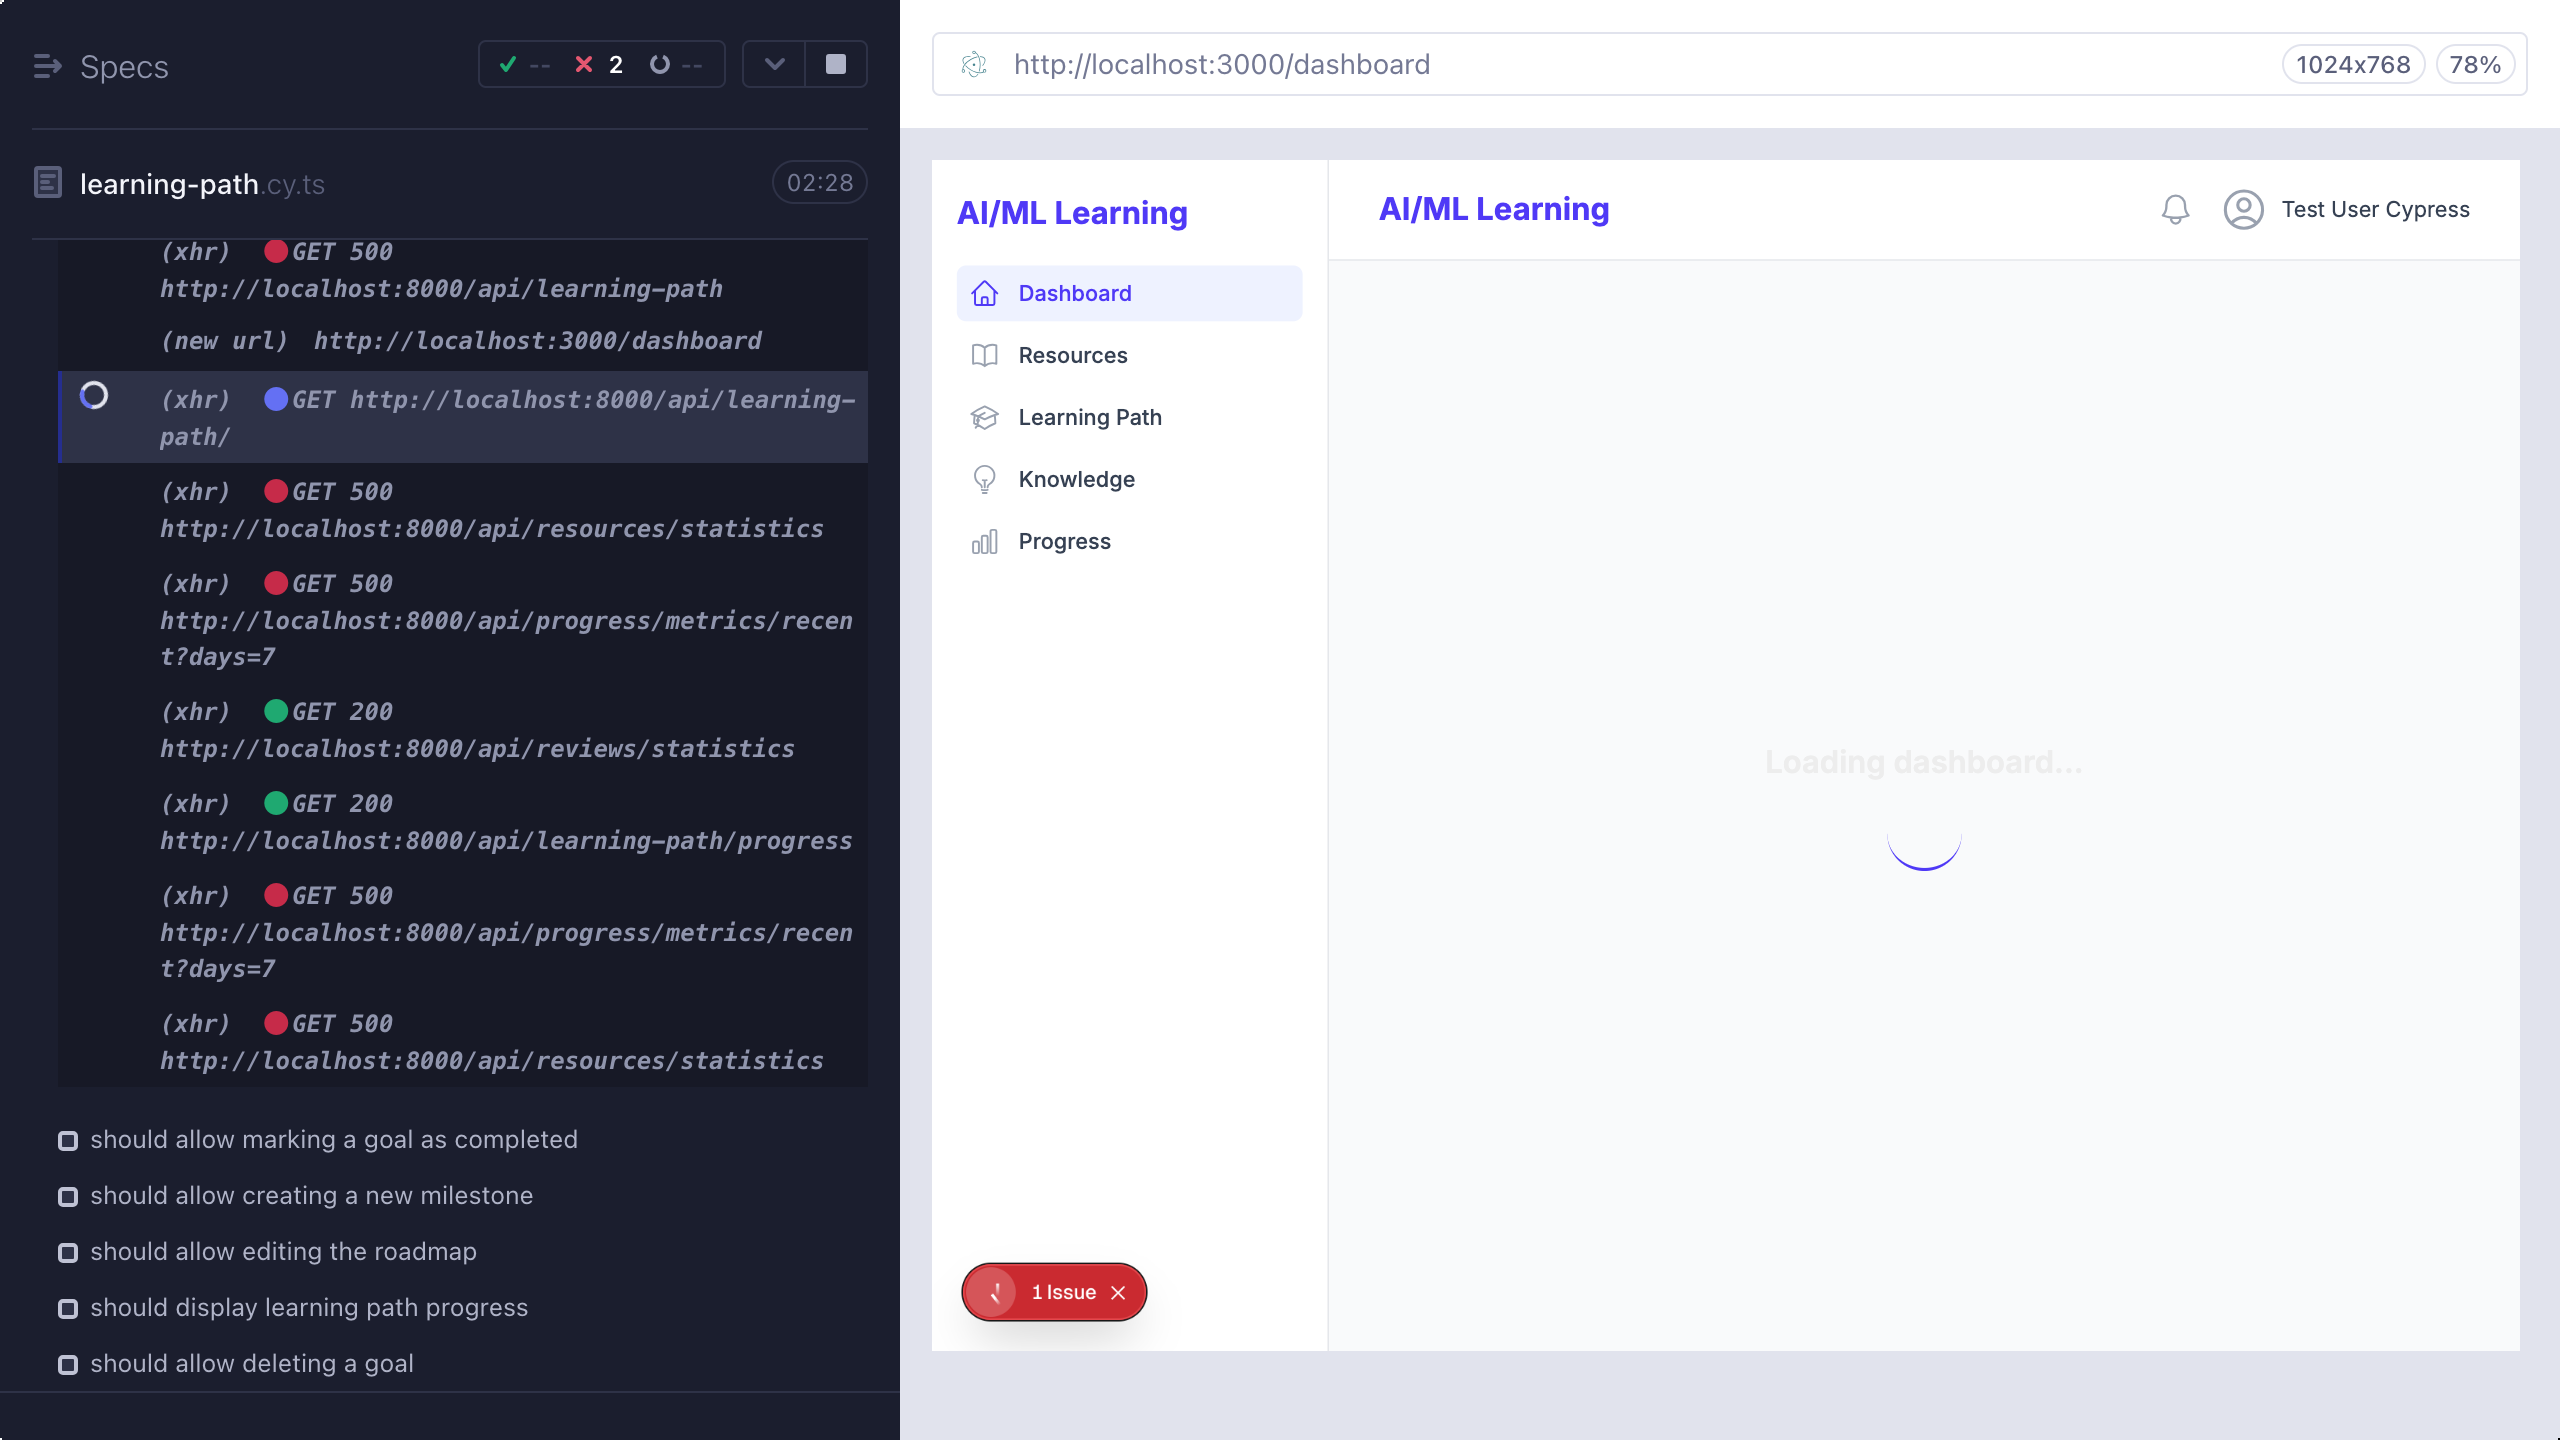 Specs
--
2
--
learning-path.cy.ts
02:28
(xhr) GET 500
http://localhost:8000/api/learning-path
(new url) http://localhost:3000/dashboard
(xhr) GET http://localhost:8000/api/learning-
path/
(xhr) GET 500
http://localhost:8000/api/resources/statistics
(xhr) GET 500
http://localhost:8000/api/progress/metrics/recen
t?days=7
(xhr) GET 200
http://localhost:8000/api/reviews/statistics
(xhr) GET 200
http://localhost:8000/api/learning-path/progress
(xhr) GET 500
http://localhost:8000/api/progress/metrics/recen
t?days=7
(xhr) GET 500
http://localhost:8000/api/resources/statistics
should allow marking a goal as completed
should allow creating a new milestone
should allow editing the roadmap
should display learning path progress
should allow deleting a goal
http://localhost:3000/dashboard
1024x768
78%
AI/ML Learning
Dashboard
Resources
Learning Path
Knowledge
Progress
1 Issue
AI/ML Learning
Test User Cypress
Loading dashboard...